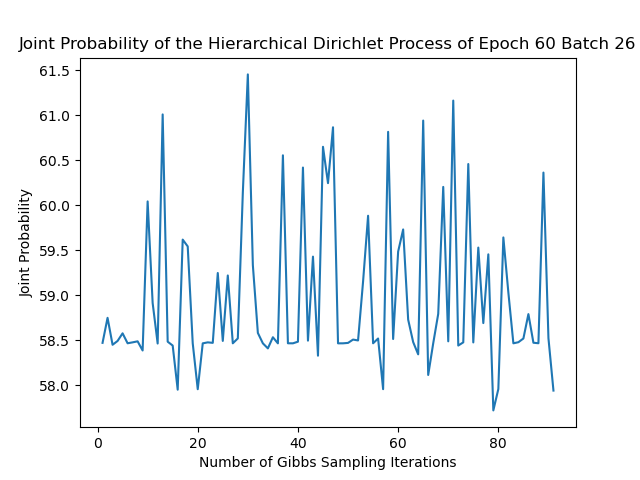 Joint Probability of the Hierarchical Dirichlet Process of Epoch 60 Batch 26
61.5
61.0
60.5
60.0
59.5
59.0
58.5
58.0
Joint Probability
0 20 40 60 80
Number of Gibbs Sampling Iterations